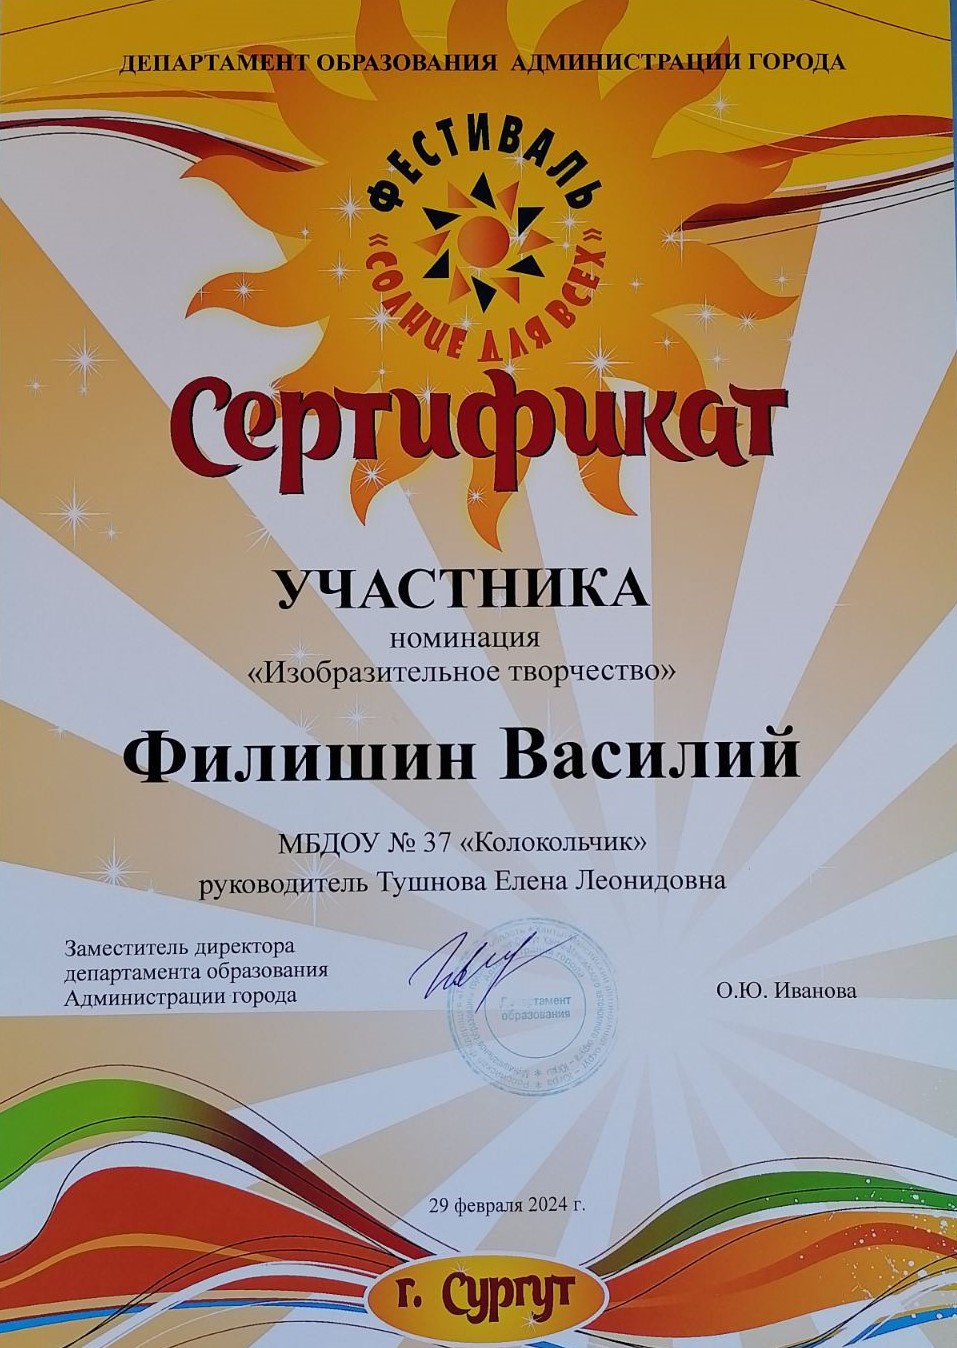 ДЕПАРТАМЕНТ ОБРАЗОВАНИЯ АДМИНИСТРАЦИИ ГОРОДА
ФЕСТИВАЛЬ
«СОЛНЦЕ ДЛЯ ВСЕХ»
Сертификат
УЧАСТНИКА
номинация
«Изобразительное творчество»
Филишин Василий
МБДОУ № 37 «Колокольчик»
руководитель Тушнова Елена Леонидовна
Заместитель директора
департамента образования
Администрации города
О.Ю. Иванова
Департамент
образования
29 февраля 2024 г.
г. Сургут